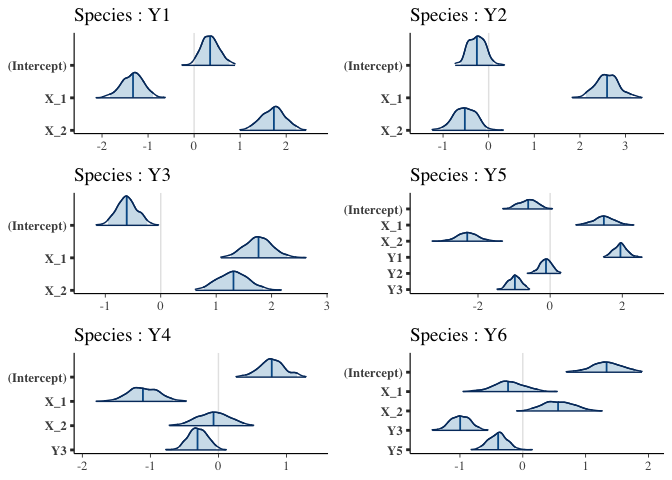 Species : Y1
(Intercept)
X_1
X_2
-2 -1 0 1 2
Species : Y2
(Intercept)
X_1
X_2
-1 0 1 2 3
Species : Y3
(Intercept)
X_1
X_2
-1 0 1 2 3
Species : Y5
(Intercept)
X_1
X_2
Y1
Y2
Y3
-2 0 2
Species : Y4
(Intercept)
X_1
X_2
Y3
-2 -1 0 1
Species : Y6
(Intercept)
X_1
X_2
Y3
Y5
-1 0 1 2